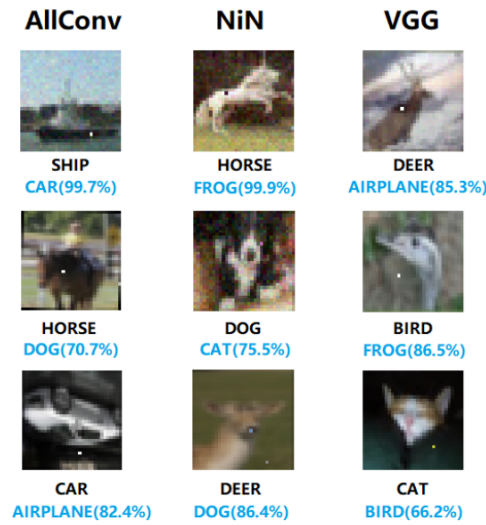 AllConv NiN VGG
SHIP HORSE DEER
CAR(99.7%) FROG(99.9%) AIRPLANE(85.3%)
HORSE DOG BIRD
DOG(70.7%) CAT(75.5%) FROG(86.5%)
CAR DEER CAT
AIRPLANE(82.4%) DOG(86.4%) BIRD(66.2%)